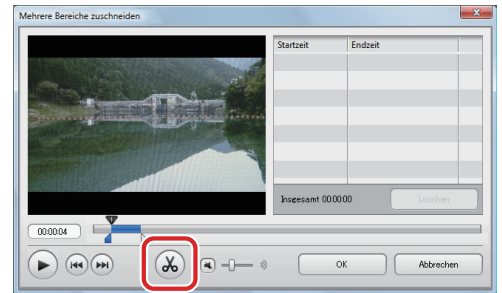 Mehrere Bereiche zuschneiden
Startzeit Endzeit
Insgesamt 00:00:00 Löschen
00:00:04
OK Abbrechen